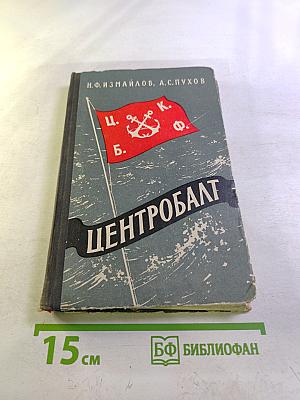 Н.Ф.ИЗМАЙЛОВ, А.С.ПУХОВ
Ц. К.
Б. Ф.
ЦЕНТРОБАЛТ
15 см
БФ БИБЛИОФАН